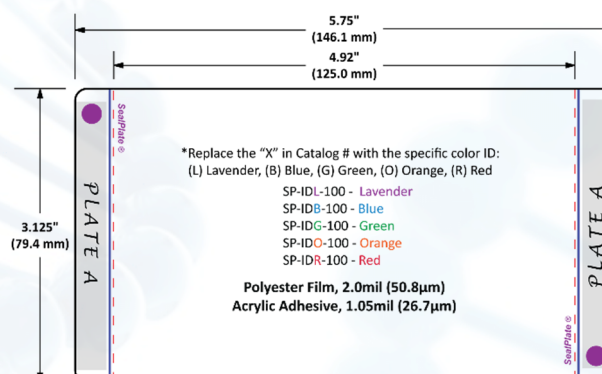 5.75"
(146.1 mm)
4.92"
(125.0 mm)
SealPlate®
*Replace the “X” in Catalog # with the specific color ID:
(L) Lavender, (B) Blue, (G) Green, (O) Orange, (R) Red
SP-IDL-100 - Lavender
SP-IDB-100 - Blue
SP-IDG-100 - Green
SP-IDO-100 - Orange
SP-IDR-100 - Red
PLATE A
3.125"
(79.4 mm)
PLATE A
Polyester Film, 2.0mil (50.8µm)
Acrylic Adhesive, 1.05mil (26.7µm)
SealPlate®